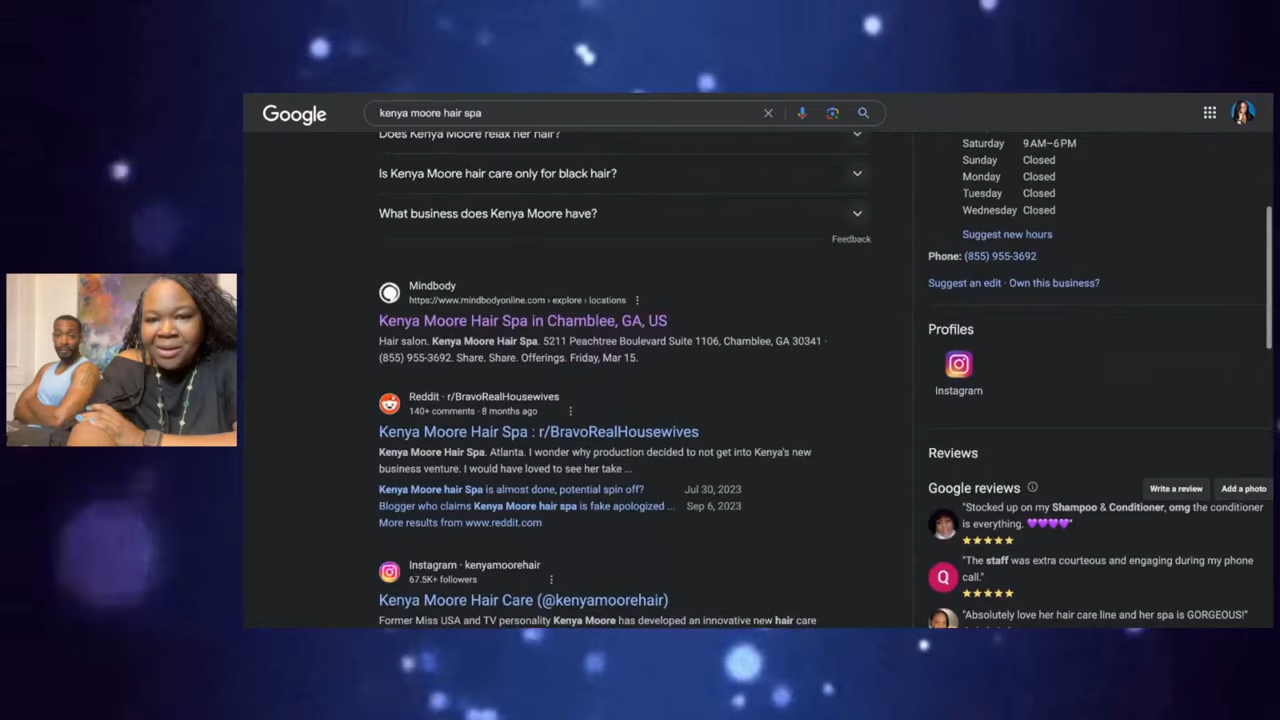 Google
kenya moore hair spa
Does Kenya Moore relax her hair?
Is Kenya Moore hair care only for black hair?
What business does Kenya Moore have?
Feedback
Mindbody
https://www.mindbodyonline.com › explore › locations
Kenya Moore Hair Spa in Chamblee, GA, US
Hair salon. Kenya Moore Hair Spa. 5211 Peachtree Boulevard Suite 1106, Chamblee, GA 30341 ·
(855) 955-3692. Share. Share. Offerings. Friday, Mar 15.
Reddit · r/BravoRealHousewives
140+ comments · 8 months ago
Kenya Moore Hair Spa : r/BravoRealHousewives
Kenya Moore Hair Spa. Atlanta. I wonder why production decided to not get into Kenya's new
business venture. I would have loved to see her take ...
Kenya Moore hair Spa is almost done, potential spin off? Jul 30, 2023
Blogger who claims Kenya Moore hair spa is fake apologized ... Sep 6, 2023
More results from www.reddit.com
Instagram · kenyamoorehair
67.5K+ followers
Kenya Moore Hair Care (@kenyamoorehair)
Former Miss USA and TV personality Kenya Moore has developed an innovative new hair care
Saturday 9 AM–6 PM
Sunday Closed
Monday Closed
Tuesday Closed
Wednesday Closed
Suggest new hours
Phone: (855) 955-3692
Suggest an edit · Own this business?
Profiles
Instagram
Reviews
Google reviews
Write a review
Add a photo
"Stocked up on my Shampoo & Conditioner, omg the conditioner
is everything. 💜💜💜💜"
Q
"The staff was extra courteous and engaging during my phone
call."
"Absolutely love her hair care line and her spa is GORGEOUS!"